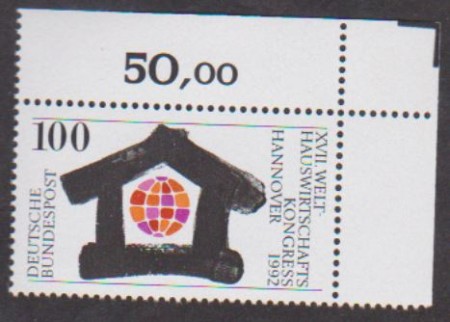 50,00
100
DEUTSCHE
BUNDESPOST
XVII. WELT-
HAUSWIRTSCHAFTS
KONGRESS
HANNOVER 1992